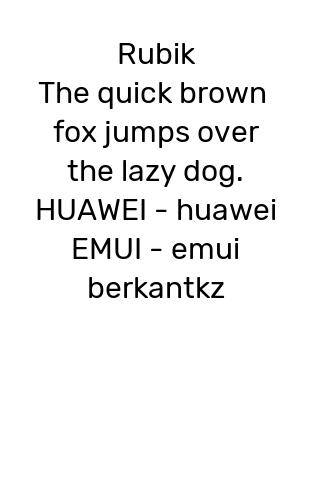 Rubik
The quick brown
fox jumps over
the lazy dog.
HUAWEI - huawei
EMUI - emui
berkantkz